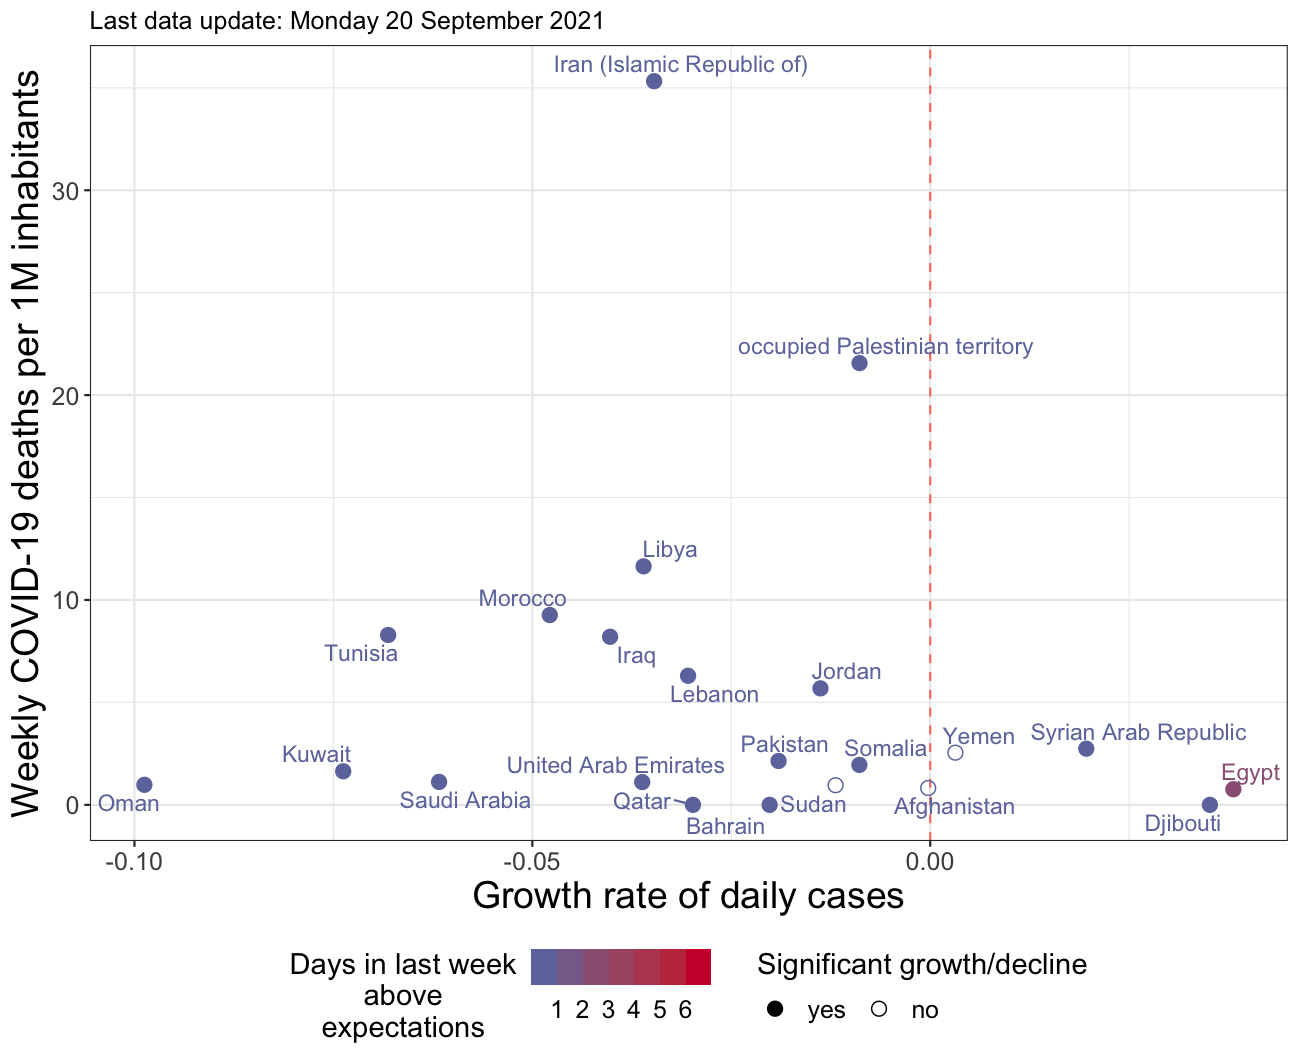 Last data update: Monday 20 September 2021
Weekly COVID-19 deaths per 1M inhabitants
30
20
10
0
Iran (Islamic Republic of)
occupied Palestinian territory
Libya
Morocco
Tunisia
Iraq
Jordan
Lebanon
Yemen
Syrian Arab Republic
Pakistan
Somalia
Kuwait
United Arab Emirates
Egypt
Oman
Saudi Arabia
Qatar
Sudan
Afghanistan
Bahrain
Djibouti
-0.10
-0.05
0.00
Growth rate of daily cases
Days in last week
above
expectations
1 2 3 4 5 6
Significant growth/decline
yes
no